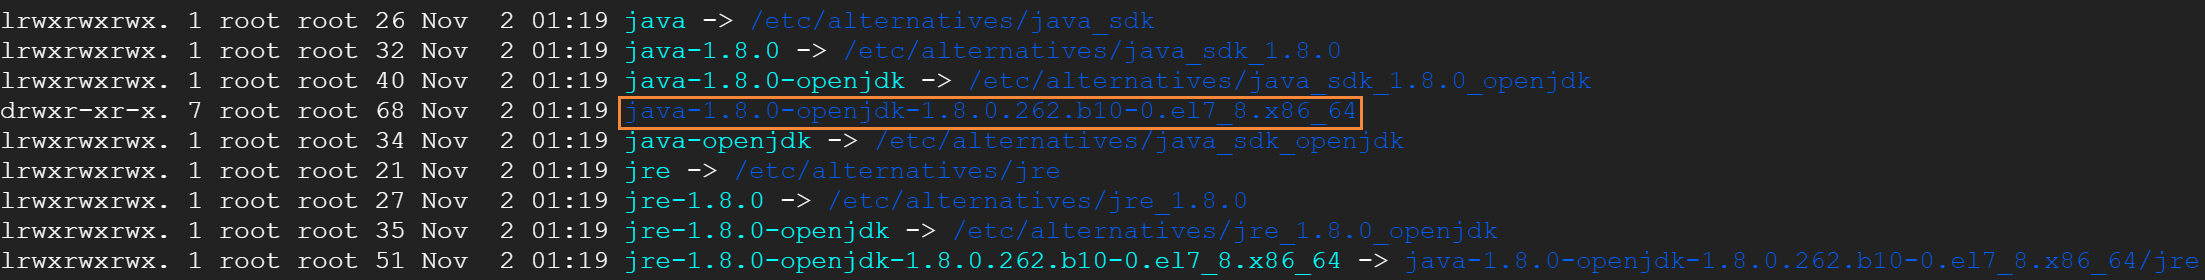 lrwxrwxrwx. 1 root root 26 Nov  2 01:19 java -> /etc/alternatives/java_sdk
lrwxrwxrwx. 1 root root 32 Nov  2 01:19 java-1.8.0 -> /etc/alternatives/java_sdk_1.8.0
lrwxrwxrwx. 1 root root 40 Nov  2 01:19 java-1.8.0-openjdk -> /etc/alternatives/java_sdk_1.8.0_openjdk
drwxr-xr-x. 7 root root 68 Nov  2 01:19 java-1.8.0-openjdk-1.8.0.262.b10-0.el7_8.x86_64
lrwxrwxrwx. 1 root root 34 Nov  2 01:19 java-openjdk -> /etc/alternatives/java_sdk_openjdk
lrwxrwxrwx. 1 root root 21 Nov  2 01:19 jre -> /etc/alternatives/jre
lrwxrwxrwx. 1 root root 27 Nov  2 01:19 jre-1.8.0 -> /etc/alternatives/jre_1.8.0
lrwxrwxrwx. 1 root root 35 Nov  2 01:19 jre-1.8.0-openjdk -> /etc/alternatives/jre_1.8.0_openjdk
lrwxrwxrwx. 1 root root 51 Nov  2 01:19 jre-1.8.0-openjdk-1.8.0.262.b10-0.el7_8.x86_64 -> java-1.8.0-openjdk-1.8.0.262.b10-0.el7_8.x86_64/jre